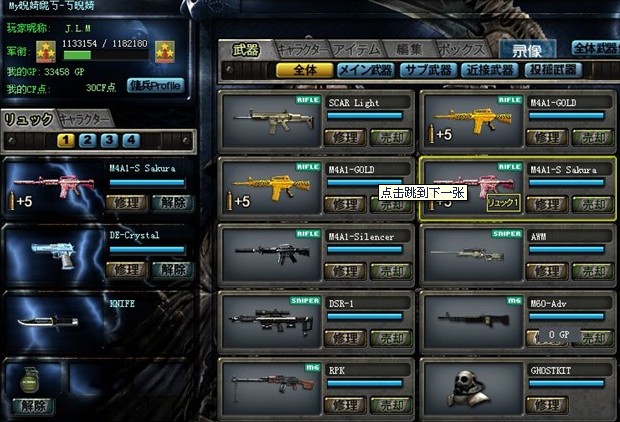 玩家昵称: J.L.M
军衔: 1133154 / 1182180
我的GP: 33458 GP
我的CF点: 30CF点 傭兵Profile
リュック キャラクター
1 2 3 4
M4A1-S Sakura
+5 修理 解除
DE-Crystal
修理 解除
KNIFE
解除
武器 キャラクター アイテム 編集 ボックス 录像
全体 メイン武器 サブ武器 近接武器 投擲武器
RIFLE SCAR Light
修理 売却
RIFLE M4A1-GOLD
+5 修理 売却
RIFLE M4A1-GOLD
+5 修理 売却
RIFLE M4A1-S Sakura
リュック1 修理 売却
点击跳到下一张
RIFLE M4A1-Silencer
修理 売却
SNIPER AWM
修理 売却
SNIPER DSR-1
修理 売却
MG M60-Adv
0 GP 売却
MG RPK
修理 売却
GHOSTKIT
修理